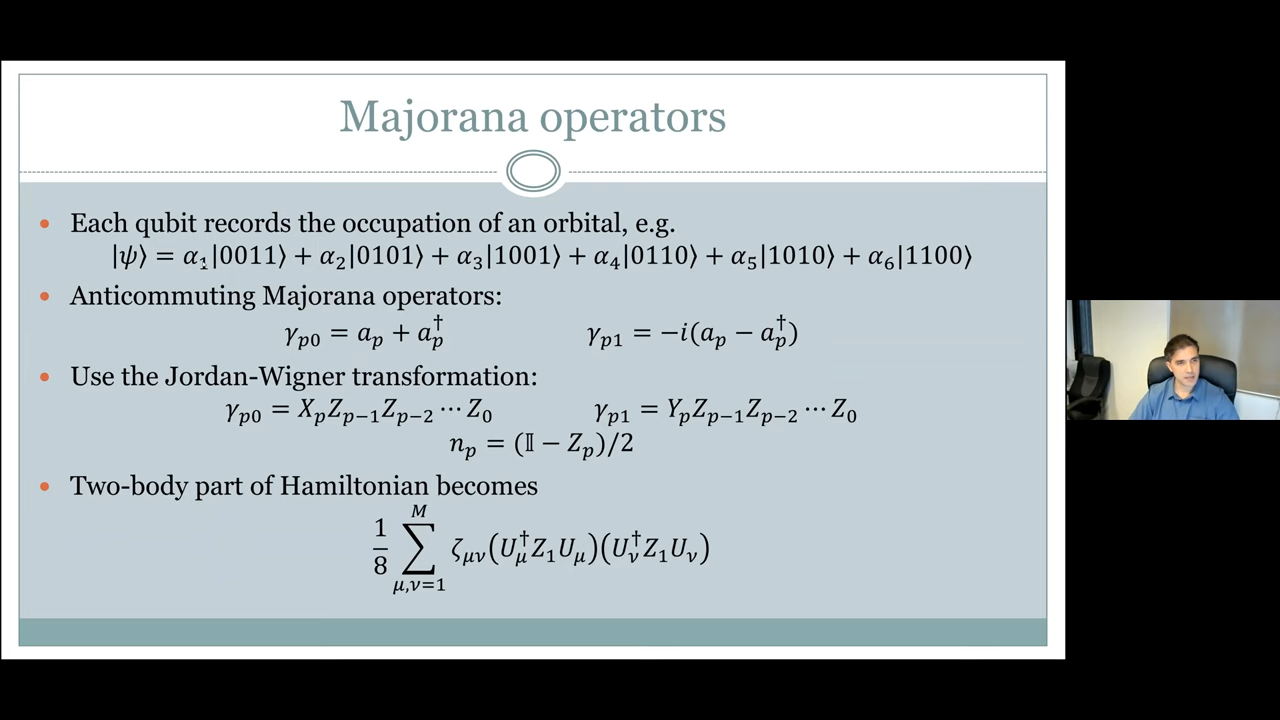 Majorana operators
• Each qubit records the occupation of an orbital, e.g.
|ψ⟩ = α₁|0011⟩ + α₂|0101⟩ + α₃|1001⟩ + α₄|0110⟩ + α₅|1010⟩ + α₆|1100⟩
• Anticommuting Majorana operators:
γ_{p0} = a_p + a_p^† γ_{p1} = −i(a_p − a_p^†)
• Use the Jordan-Wigner transformation:
γ_{p0} = X_p Z_{p−1} Z_{p−2} ⋯ Z_0 γ_{p1} = Y_p Z_{p−1} Z_{p−2} ⋯ Z_0
n_p = (𝕀 − Z_p)/2
• Two-body part of Hamiltonian becomes
1/8 ∑_{μ,ν=1}^{M} ζ_{μν}(U_μ^† Z_1 U_μ)(U_ν^† Z_1 U_ν)